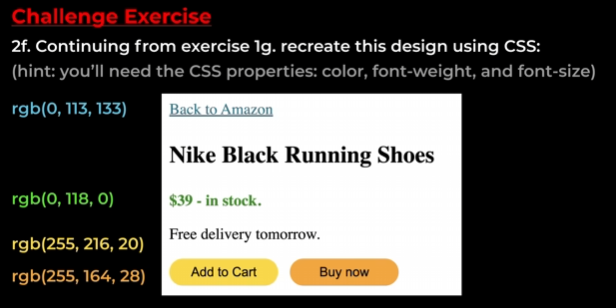 Challenge Exercise
2f. Continuing from exercise 1g. recreate this design using CSS:
(hint: you'll need the CSS properties: color, font-weight, and font-size)
rgb(0, 113, 133)
Back to Amazon
Nike Black Running Shoes
rgb(0, 118, 0)
$39 - in stock.
rgb(255, 216, 20)
Free delivery tomorrow.
rgb(255, 164, 28)
Add to Cart
Buy now